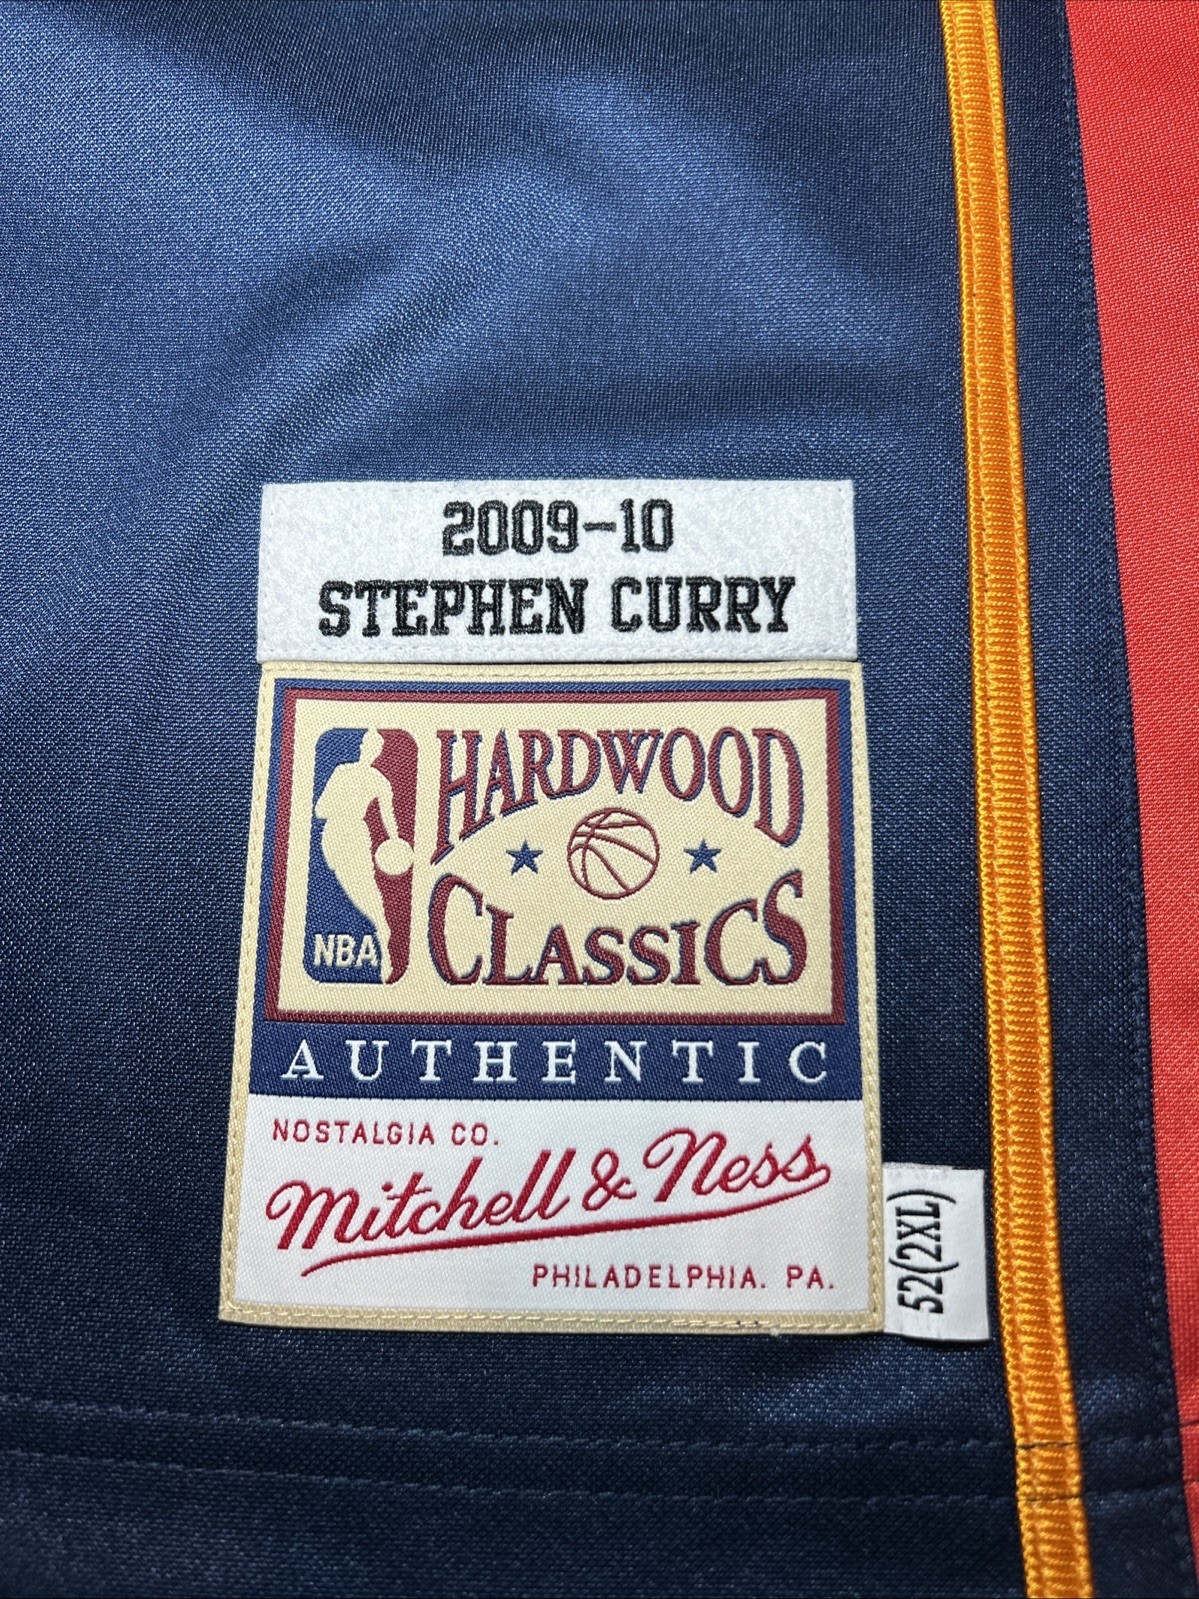 2009-10
STEPHEN CURRY
HARDWOOD
NBA
CLASSICS
AUTHENTIC
NOSTALGIA CO.
Mitchell & Ness
PHILADELPHIA. PA.
52(2XL)